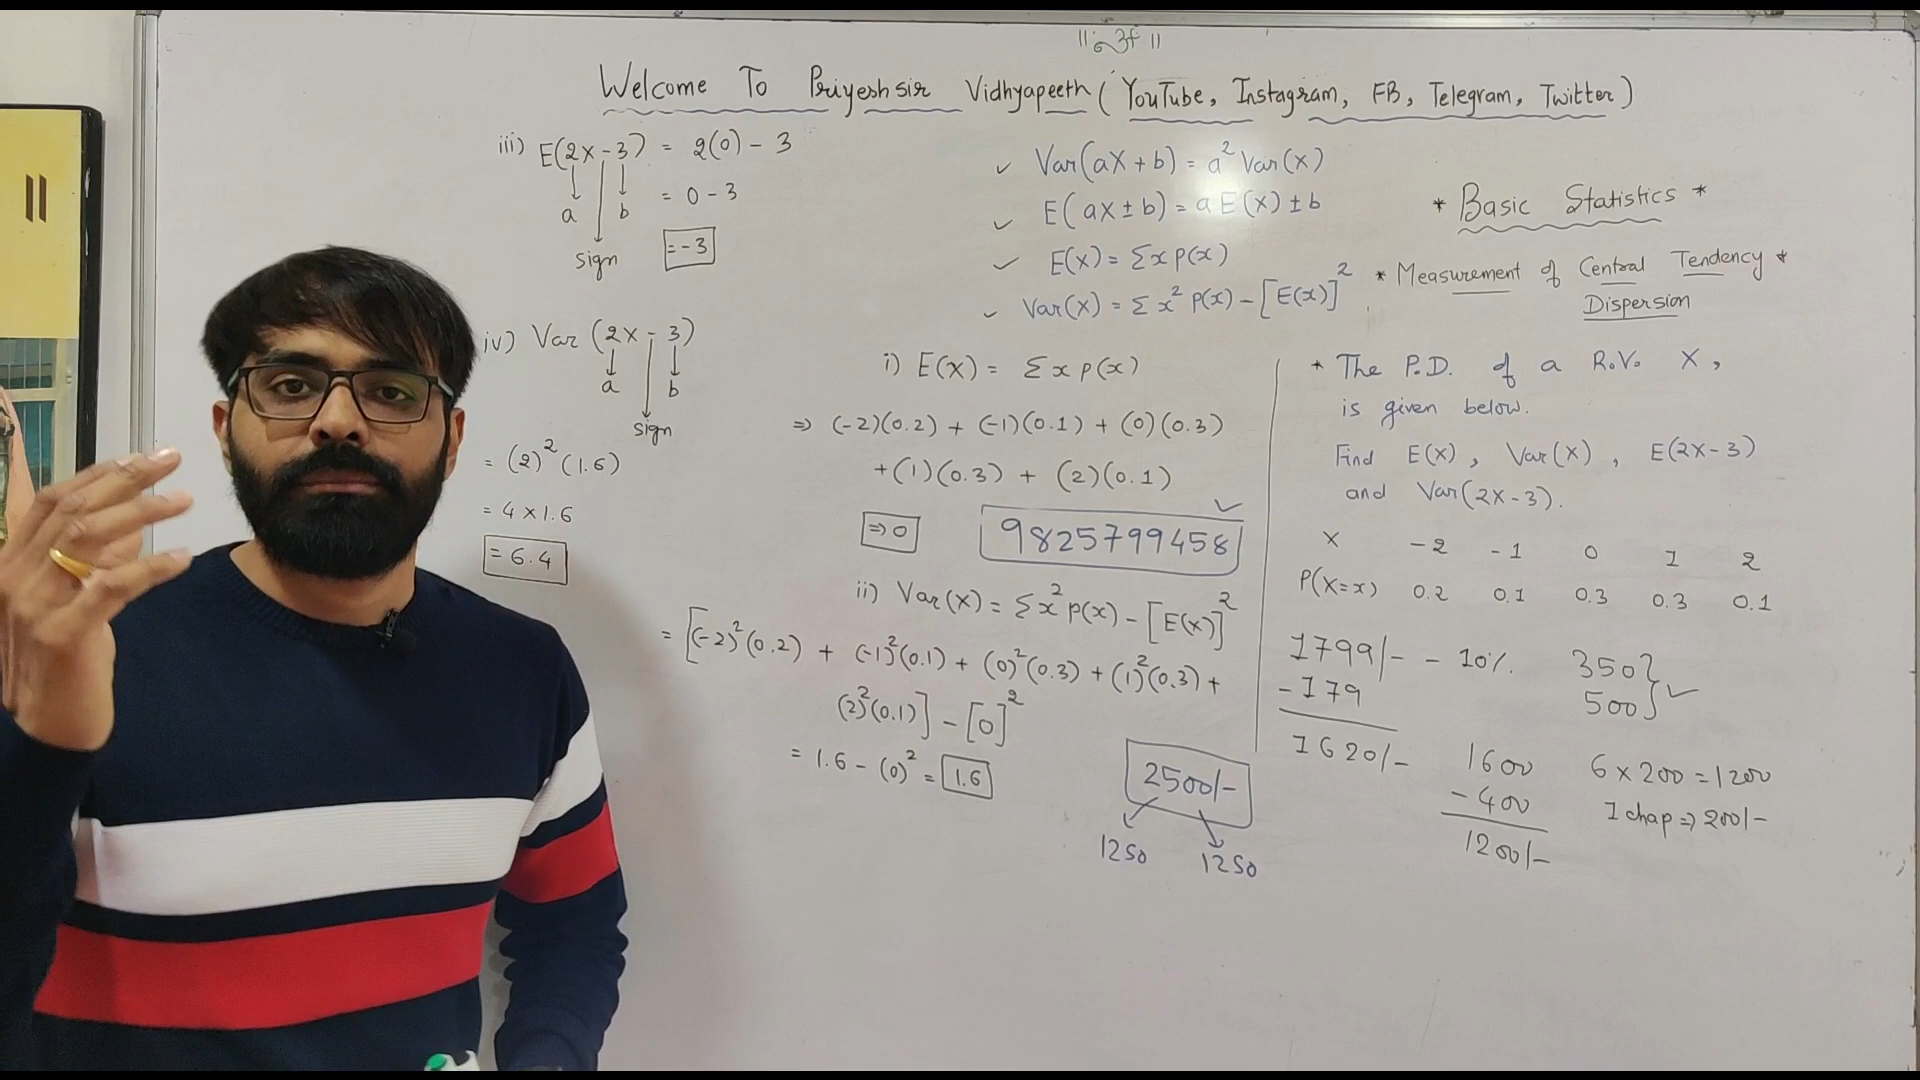 Welcome To Priyeshsir Vidhyapeeth (YouTube, Instagram, FB, Telegram, Twitter)
iii) E(2X - 3) = 2(0) - 3
a b = 0 - 3
sign = -3
iv) Var (2X - 3)
a b
sign
= (2)² (1.6)
= 4 × 1.6
= 6.4
✓ Var(aX + b) = a² Var(X)
✓ E(aX ± b) = a E(X) ± b
✓ E(X) = Σx p(x)
✓ Var(X) = Σ x² p(x) - [E(x)]²
i) E(X) = Σ x p(x)
⇒ (-2)(0.2) + (-1)(0.1) + (0)(0.3)
+ (1)(0.3) + (2)(0.1)
⇒ 0
9825799458
ii) Var(X) = Σx² p(x) - [E(x)]²
= [(-2)²(0.2) + (-1)²(0.1) + (0)²(0.3) + (1)²(0.3) +
(2)²(0.1)] - [0]²
= 1.6 - (0)² = 1.6
2500/-
1250 1250
* Basic Statistics *
* Measurement of Central Tendency *
Dispersion
* The P.D. of a R.V. X,
is given below.
Find E(X), Var(X), E(2X-3)
and Var(2X-3).
X -2 -1 0 1 2
P(X=x) 0.2 0.1 0.3 0.3 0.1
1799/- - 10%.
-179
1620/-
350
500 ✓
1600
-400
1200/-
6 × 200 = 1200
1 chap ⇒ 200/-